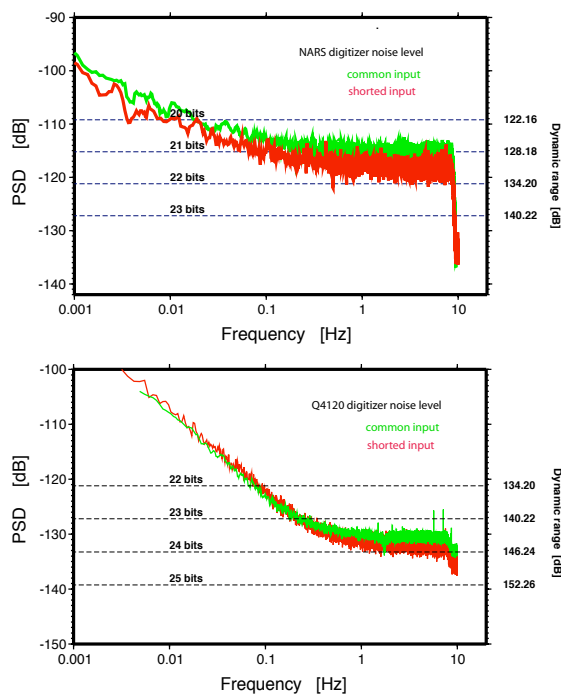 -90
NARS digitizer noise level
-100
common input
shorted input
-110
20 bits
122.16
PSD [dB]
21 bits
128.18
-120
22 bits
134.20
23 bits
140.22
-130
-140
Dynamic range [dB]
0.001 0.01 0.1 1 10
Frequency [Hz]
-100
Q4120 digitizer noise level
common input
-110
shorted input
-120
22 bits
134.20
PSD [dB]
23 bits
140.22
-130
24 bits
146.24
-140
25 bits
152.26
-150
Dynamic range [dB]
0.001 0.01 0.1 1 10
Frequency [Hz]